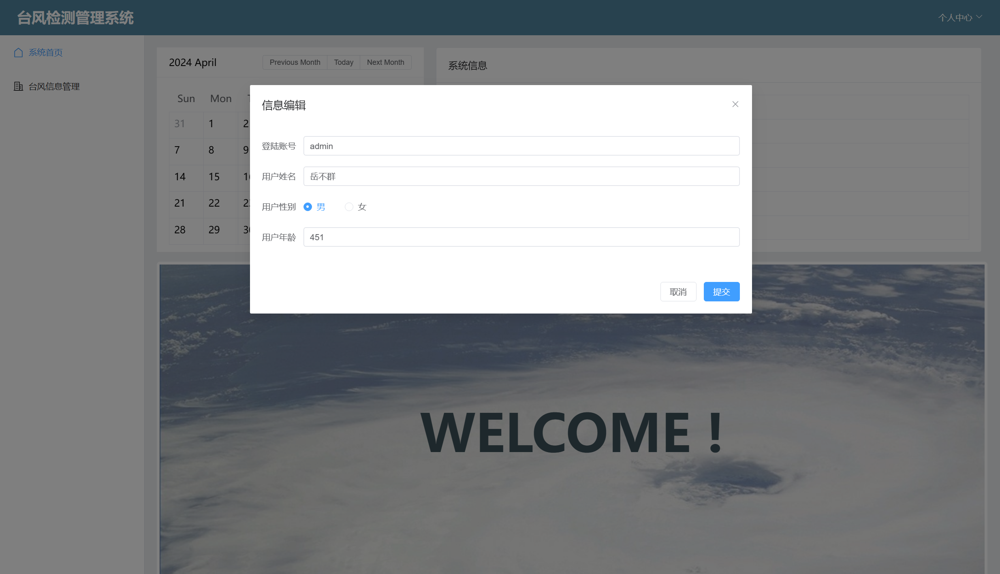 台风检测管理系统
个人中心
系统首页
台风信息管理
2024 April
Previous Month Today Next Month
系统信息
Sun Mon
31 1 2
7 8 9
14 15
21 22
28 29
信息编辑
登陆账号 admin
用户姓名 岳不群
用户性别 男 女
用户年龄 451
取消 提交
WELCOME！